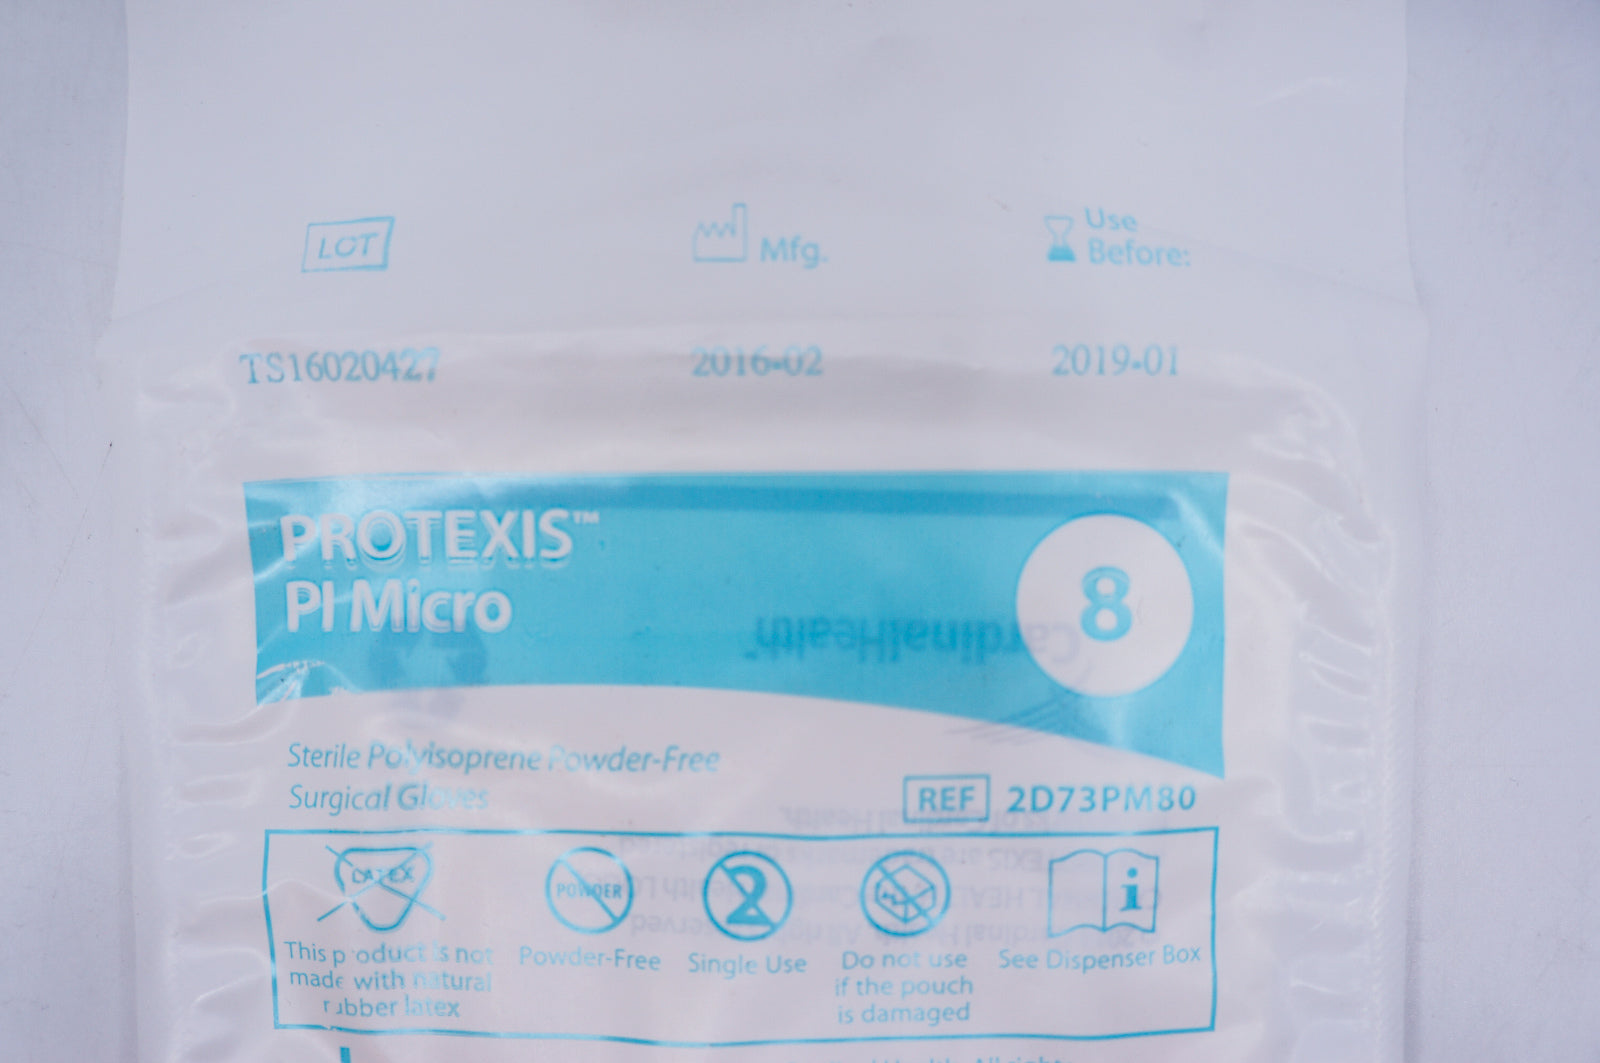 LOT
Mfg.
Use
Before:
TS16020427
2016-02
2019-01
PROTEXIS™
PI Micro
8
CardinalHealth™
Sterile Polyisoprene Powder-Free
Surgical Gloves
REF 2D73PM80
LATEX
POWDER
2
i
This product is not
made with natural
rubber latex
Powder-Free
Single Use
Do not use
if the pouch
is damaged
See Dispenser Box